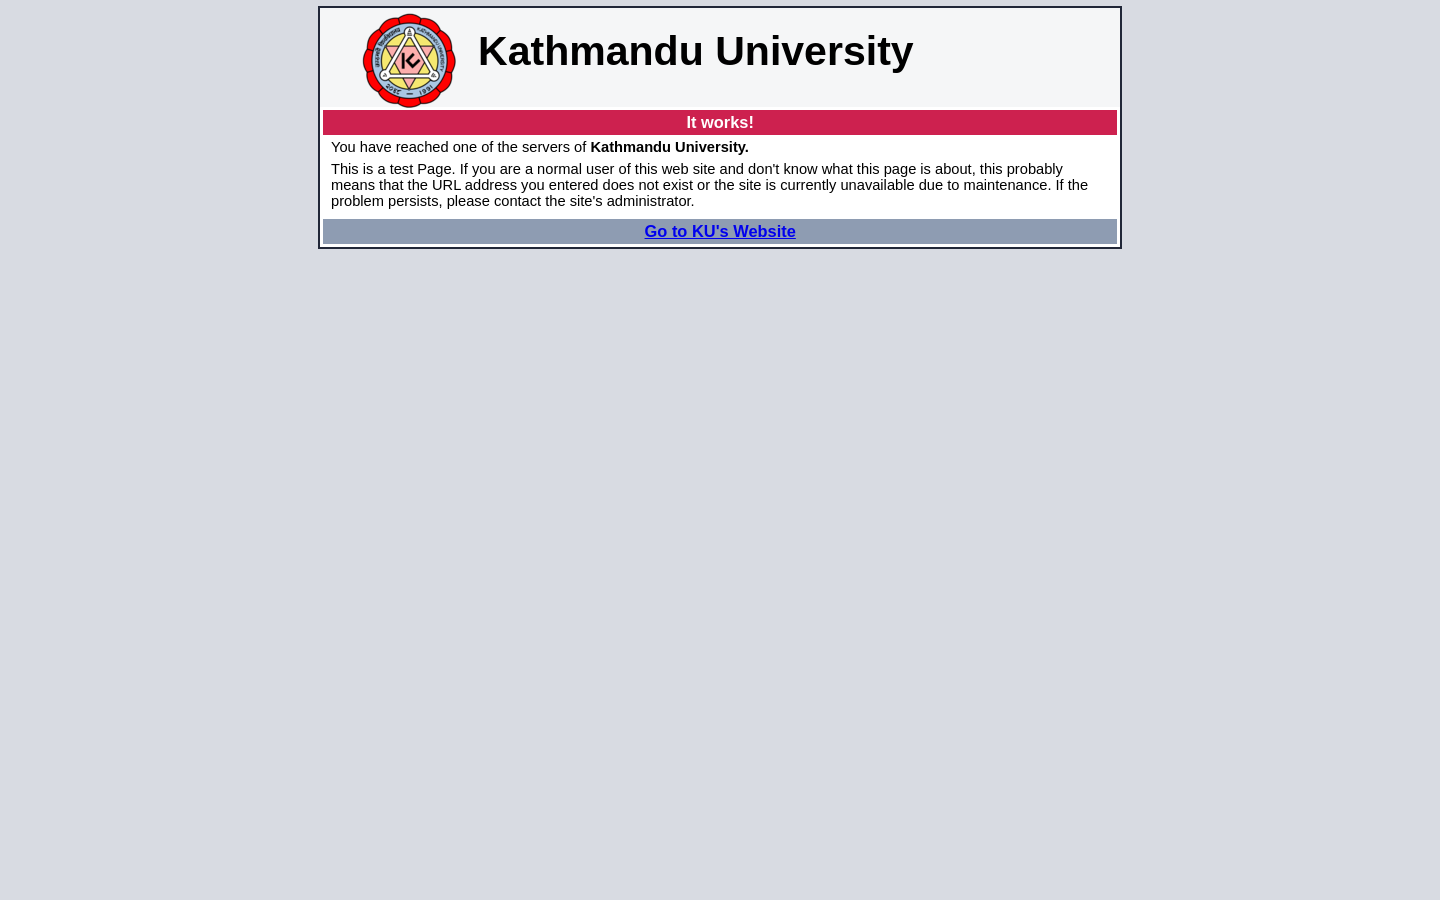 Kathmandu University
It works!
You have reached one of the servers of Kathmandu University.
This is a test Page. If you are a normal user of this web site and don't know what this page is about, this probably
means that the URL address you entered does not exist or the site is currently unavailable due to maintenance. If the
problem persists, please contact the site's administrator.
Go to KU's Website